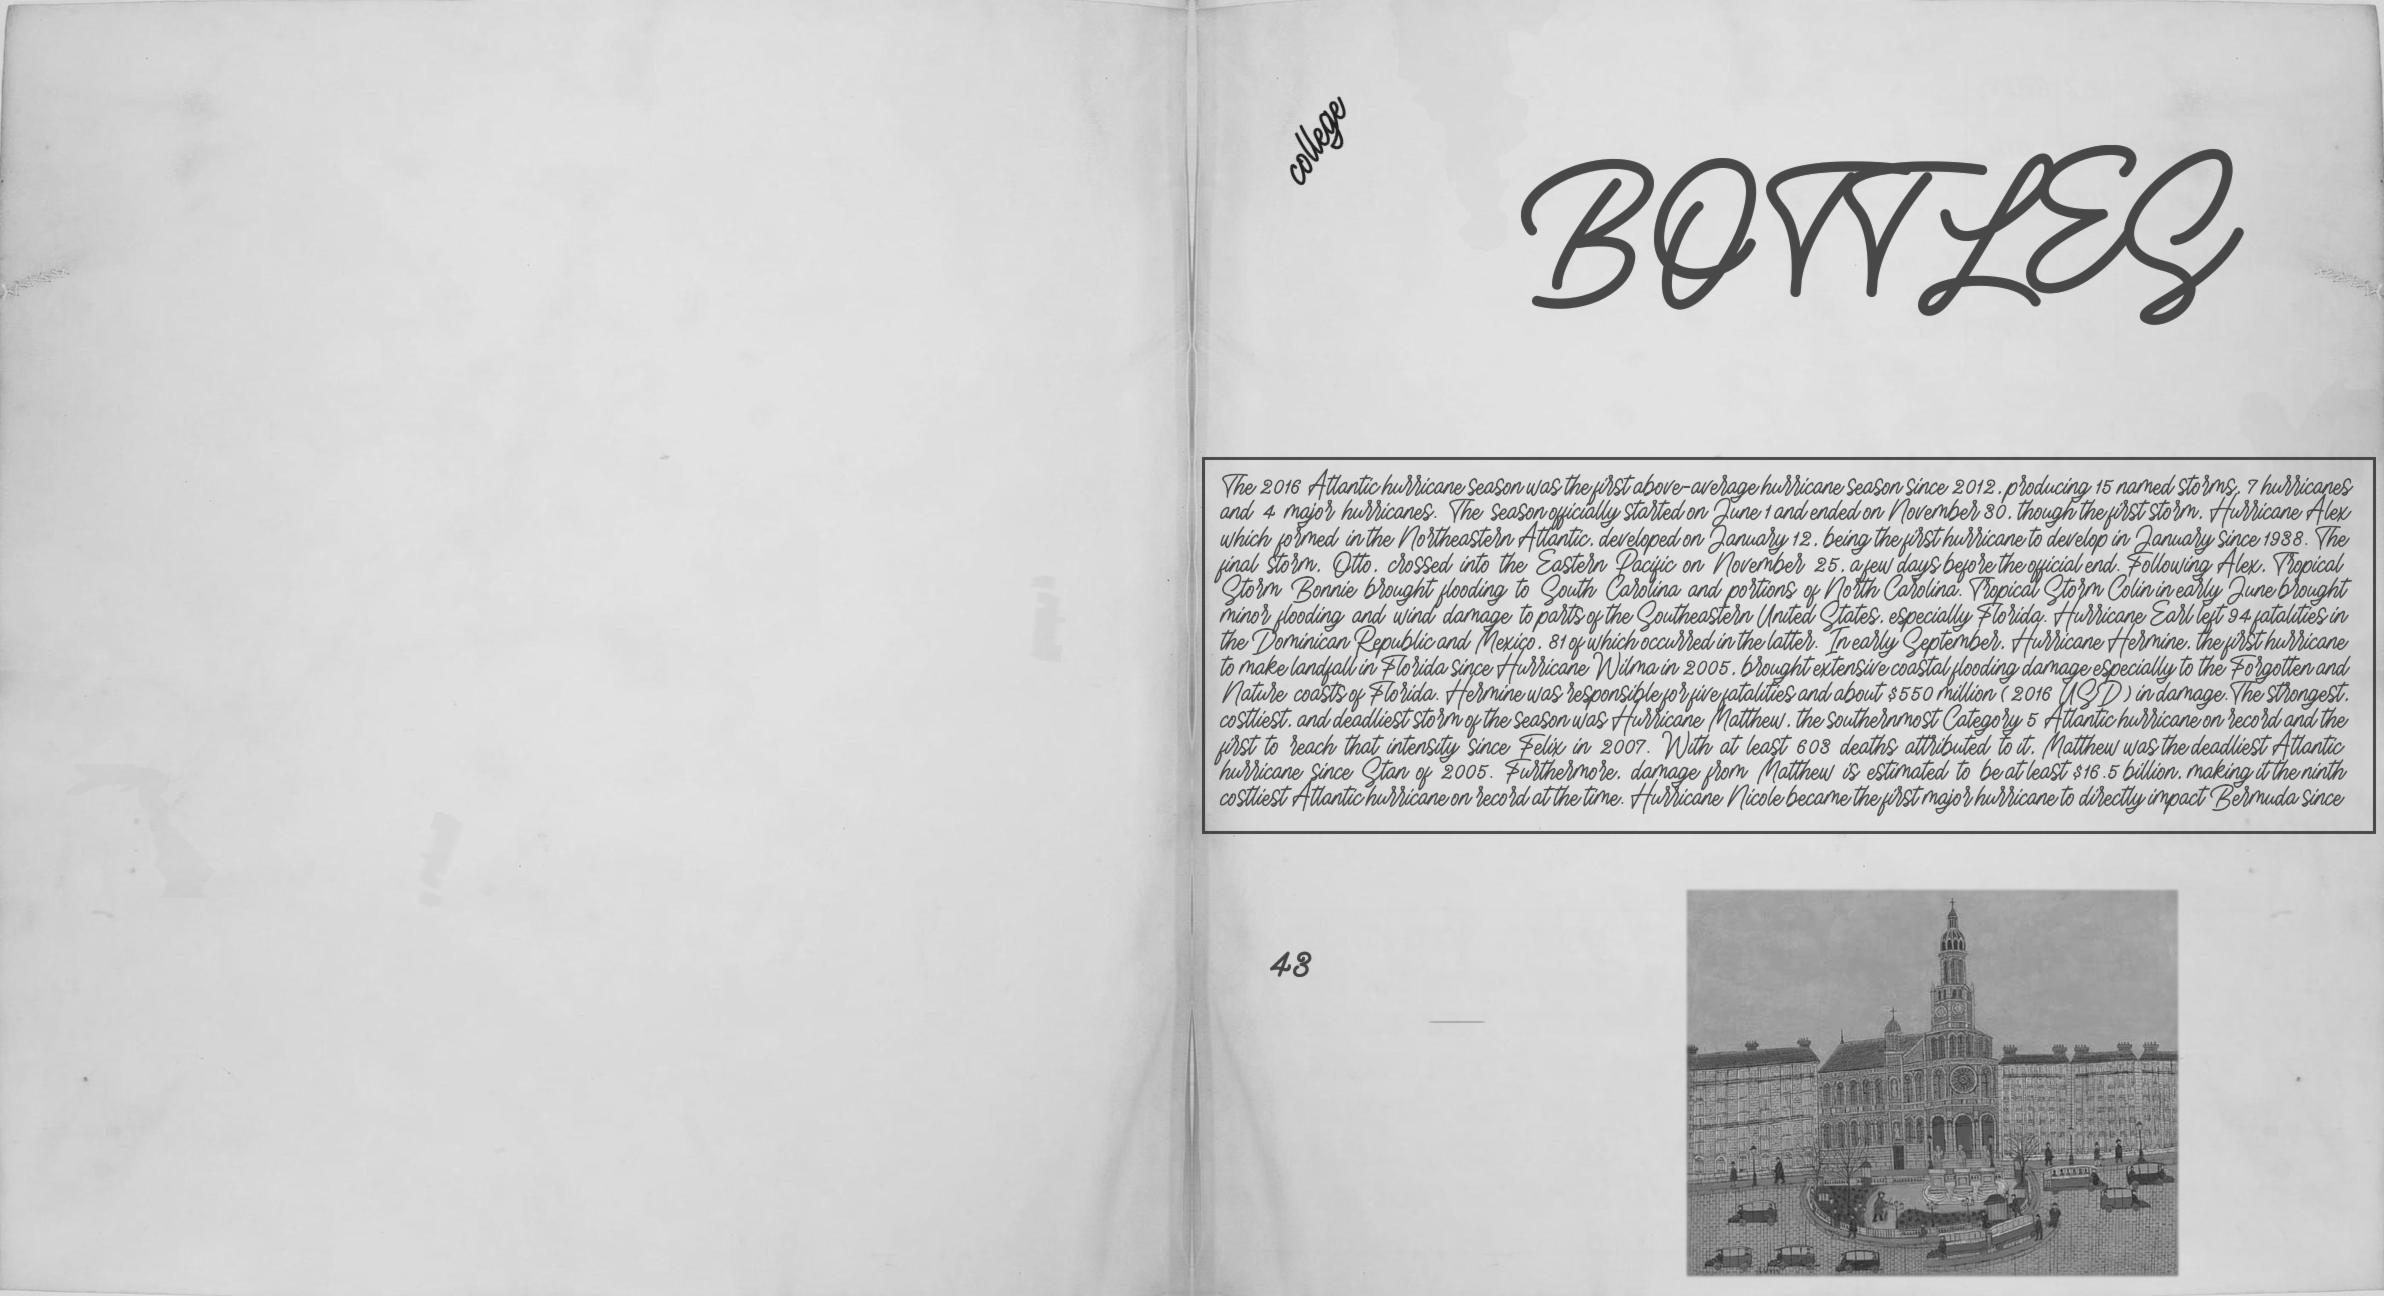 college
BOTTLES
The 2016 Atlantic hurricane season was the first above-average hurricane season since 2012, producing 15 named storms, 7 hurricanes
and 4 major hurricanes. The season officially started on June 1 and ended on November 30, though the first storm, Hurricane Alex
which formed in the Northeastern Atlantic, developed on January 12, being the first hurricane to develop in January since 1938. The
final storm, Otto, crossed into the Eastern Pacific on November 25, a few days before the official end. Following Alex, Tropical
Storm Bonnie brought flooding to South Carolina and portions of North Carolina. Tropical Storm Colin in early June brought
minor flooding and wind damage to parts of the Southeastern United States, especially Florida. Hurricane Earl left 94 fatalities in
the Dominican Republic and Mexico, 81 of which occurred in the latter. In early September, Hurricane Hermine, the first hurricane
to make landfall in Florida since Hurricane Wilma in 2005, brought extensive coastal flooding damage especially to the Forgotten and
Nature coasts of Florida. Hermine was responsible for five fatalities and about $550 million (2016 USD) in damage. The strongest,
costliest, and deadliest storm of the season was Hurricane Matthew, the southernmost Category 5 Atlantic hurricane on record and the
first to reach that intensity since Felix in 2007. With at least 603 deaths attributed to it, Matthew was the deadliest Atlantic
hurricane since Stan of 2005. Furthermore, damage from Matthew is estimated to be at least $16.5 billion, making it the ninth
costliest Atlantic hurricane on record at the time. Hurricane Nicole became the first major hurricane to directly impact Bermuda since
43